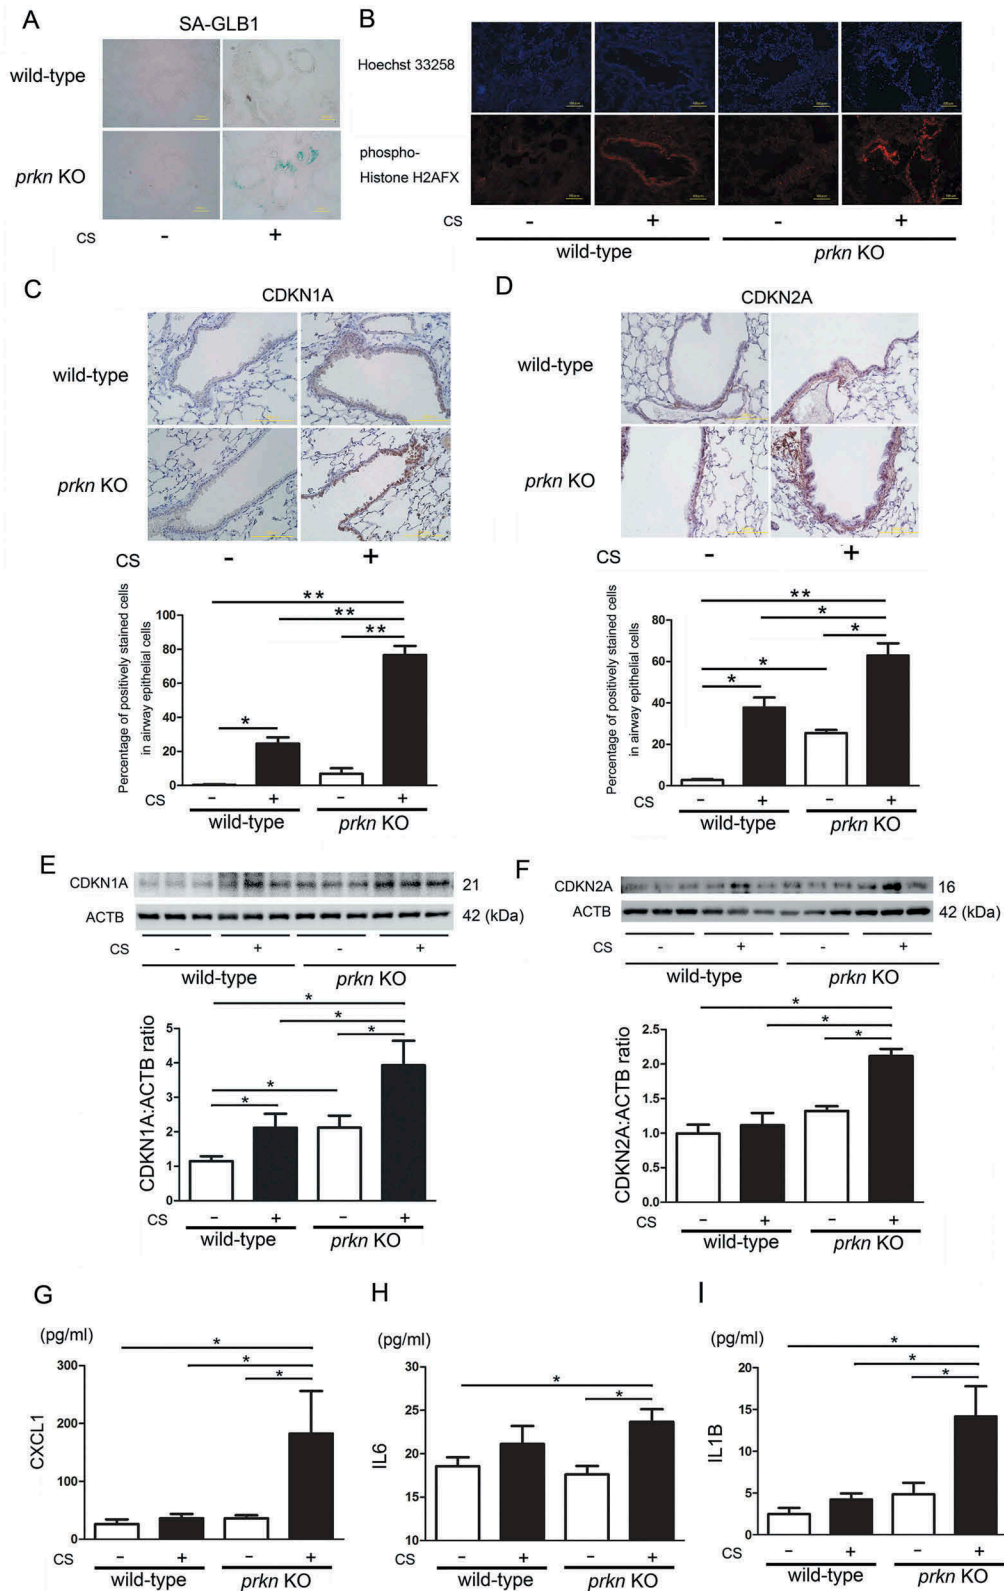 A
SA-GLB1
wild-type
prkn KO
CS - +
B
Hoechst 33258
phospho-
Histone H2AFX
CS - + - +
wild-type prkn KO
C
CDKN1A
wild-type
prkn KO
CS - +
** 
**
**
*
Percentage of positively stained cells
in airway epithelial cells
100
80
60
40
20
0
CS - + - +
wild-type prkn KO
D
CDKN2A
wild-type
prkn KO
CS - +
**
*
*
*
*
Percentage of positively stained cells
in airway epithelial cells
80
60
40
20
0
CS - + - +
wild-type prkn KO
E
CDKN1A 21
ACTB 42 (kDa)
CS - + - +
wild-type prkn KO
*
*
*
*
*
CDKN1A:ACTB ratio
5
4
3
2
1
0
CS - + - +
wild-type prkn KO
F
CDKN2A 16
ACTB 42 (kDa)
CS - + - +
wild-type prkn KO
*
*
*
CDKN2A:ACTB ratio
2.5
2.0
1.5
1.0
0.5
0.0
CS - + - +
wild-type prkn KO
G
(pg/ml)
*
*
*
CXCL1
300
200
100
0
CS - + - +
wild-type prkn KO
H
(pg/ml)
*
*
IL6
30
25
20
15
10
CS - + - +
wild-type prkn KO
I
(pg/ml)
*
*
*
IL1B
20
15
10
5
0
CS - + - +
wild-type prkn KO